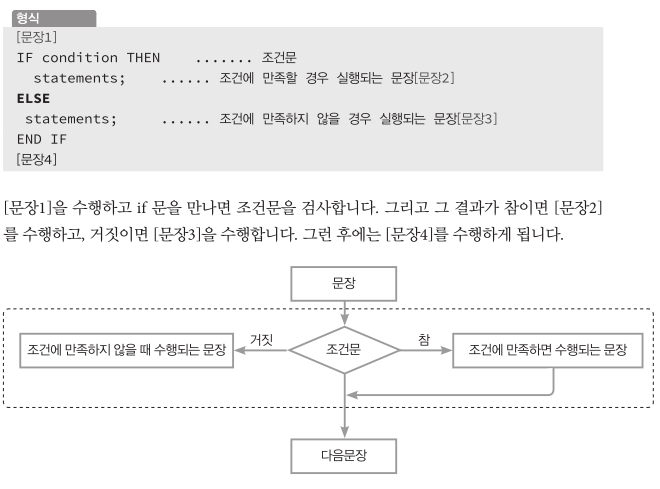 형식
[문장1]
IF condition THEN ....... 조건문
statements; ...... 조건에 만족할 경우 실행되는 문장[문장2]
ELSE
statements; ...... 조건에 만족하지 않을 경우 실행되는 문장[문장3]
END IF
[문장4]
[문장1]을 수행하고 if 문을 만나면 조건문을 검사합니다. 그리고 그 결과가 참이면 [문장2]
를 수행하고, 거짓이면 [문장3]을 수행합니다. 그런 후에는 [문장4]를 수행하게 됩니다.
문장
거짓
참
조건에 만족하지 않을 때 수행되는 문장
조건문
조건에 만족하면 수행되는 문장
다음문장